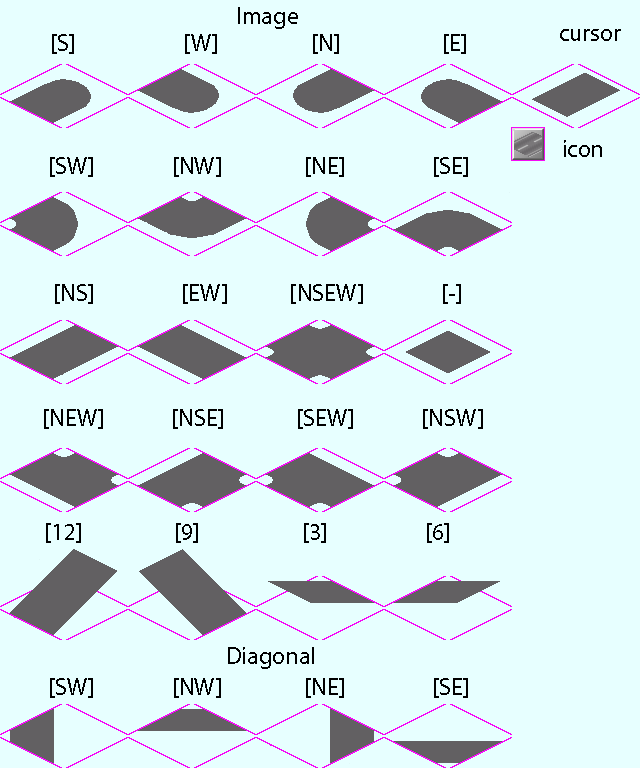 Image
[S] [W] [N] [E] cursor
icon
[SW] [NW] [NE] [SE]
[NS] [EW] [NSEW] [-]
[NEW] [NSE] [SEW] [NSW]
[12] [9] [3] [6]
Diagonal
[SW] [NW] [NE] [SE]